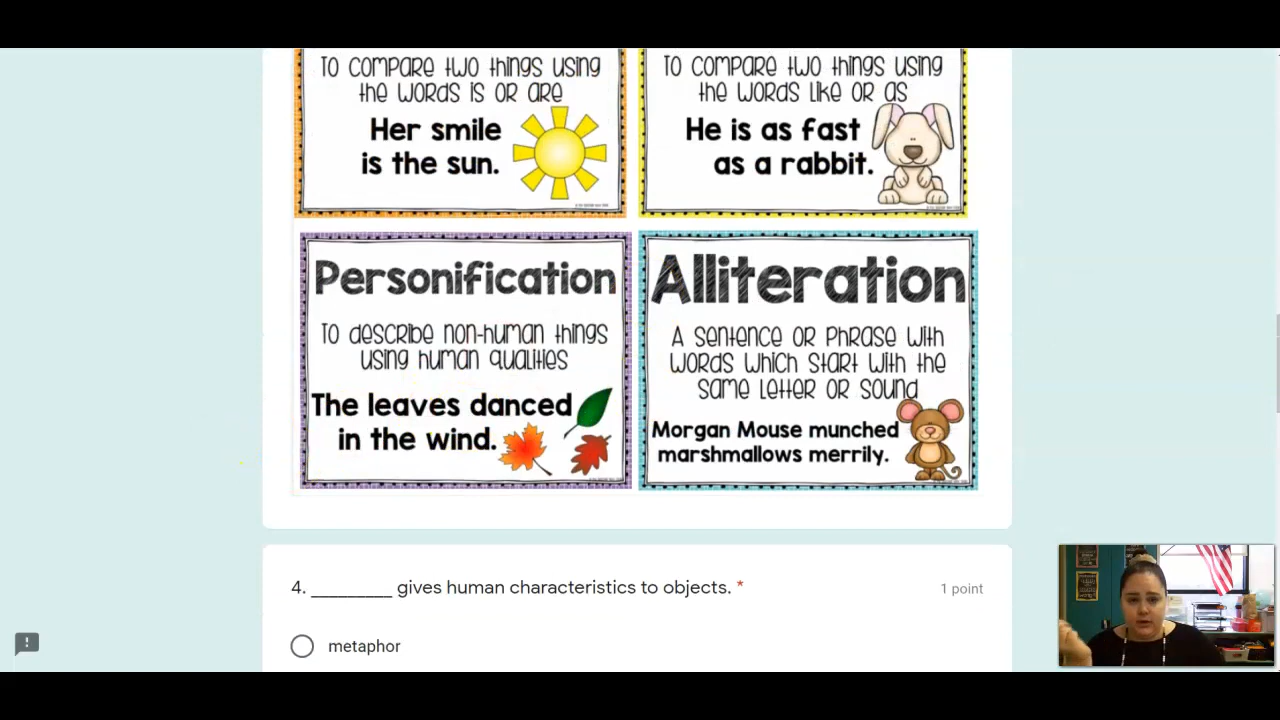 To compare two things using
the words is or are
Her smile
is the sun.
To compare two things using
the words like or as
He is as fast
as a rabbit.
Personification
To describe non-human things
using human qualities
The leaves danced
in the wind.
Alliteration
A sentence or phrase with
words which start with the
same letter or sound
Morgan Mouse munched
marshmallows merrily.
4. _________ gives human characteristics to objects. *
1 point
metaphor